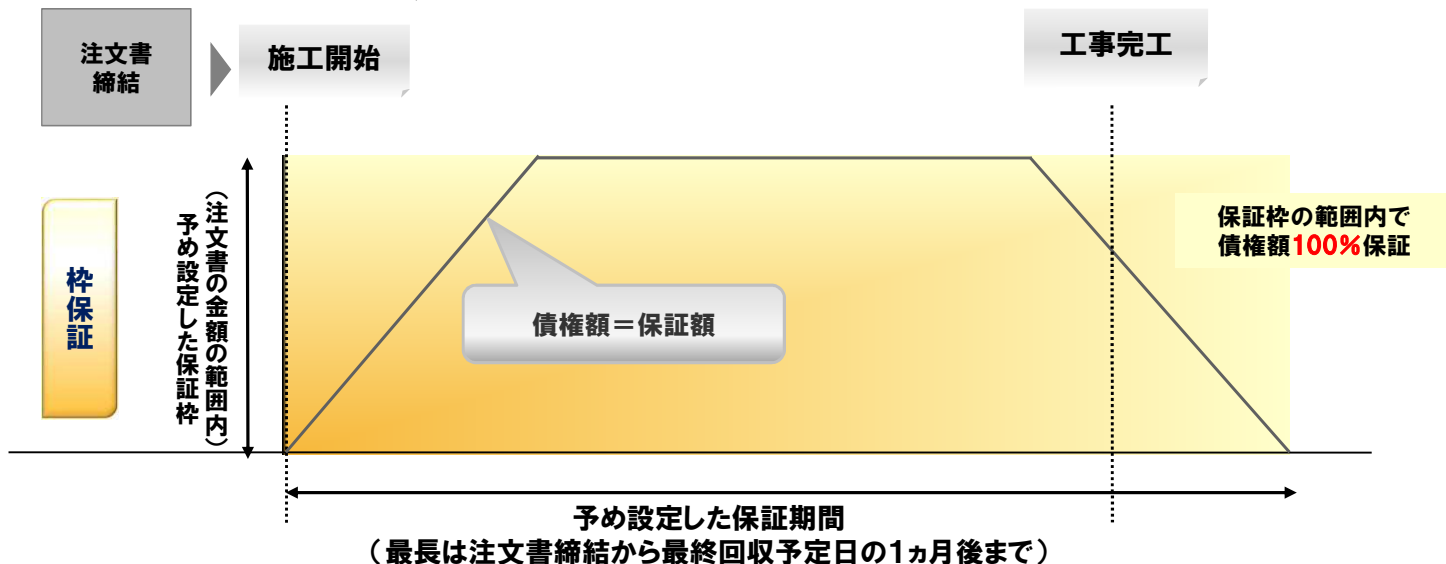 注文書
締結
施工開始
工事完工
枠保証
（注文書の金額の範囲内）
予め設定した保証枠
債権額＝保証額
保証枠の範囲内で
債権額100％保証
予め設定した保証期間
（最長は注文書締結から最終回収予定日の1ヵ月後まで）